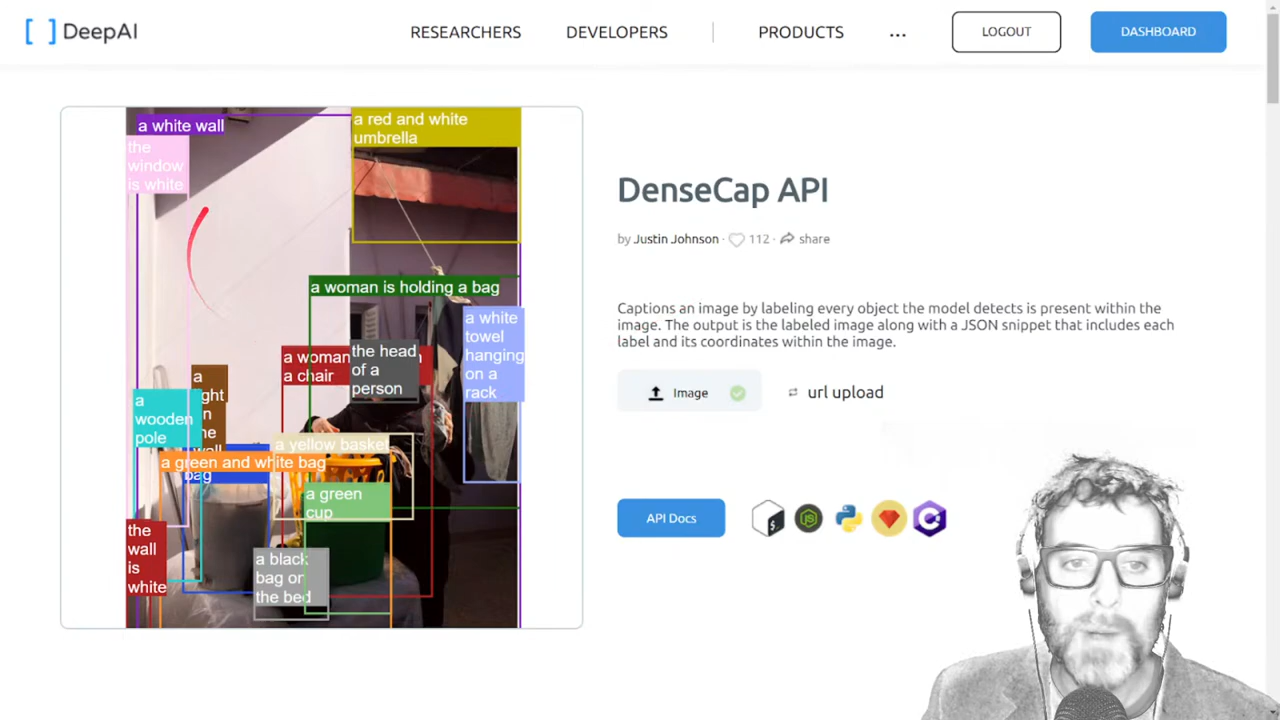 [ ] DeepAI
RESEARCHERS
DEVELOPERS
PRODUCTS
...
LOGOUT
DASHBOARD
a white wall
the
window
is white
a red and white
umbrella
a woman is holding a bag
a white
towel
hanging
on a
rack
a woman
a chair
the head
of a
person
a
wall
a
wooden
pole
a yellow basket
a green and white bag
bag
a green
cup
the
wall
is
white
a black
bag on
the bed
DenseCap API
by Justin Johnson · 112 · share
Captions an image by labeling every object the model detects is present within the
image. The output is the labeled image along with a JSON snippet that includes each
label and its coordinates within the image.
Image
url upload
API Docs